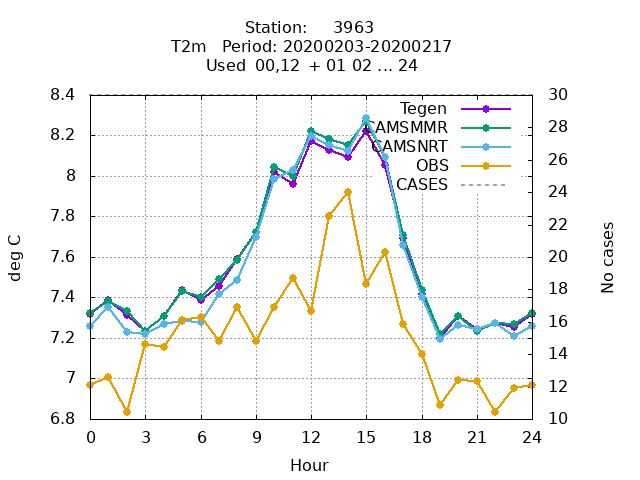 Station:     3963
T2m   Period: 20200203-20200217
Used  00,12  + 01 02 ... 24
8.4
8.2
8
7.8
7.6
7.4
7.2
7
6.8
30
28
26
24
22
20
18
16
14
12
10
Tegen
CAMSMMR
CAMSNRT
OBS
CASES
deg C
No cases
0 3 6 9 12 15 18 21 24
Hour